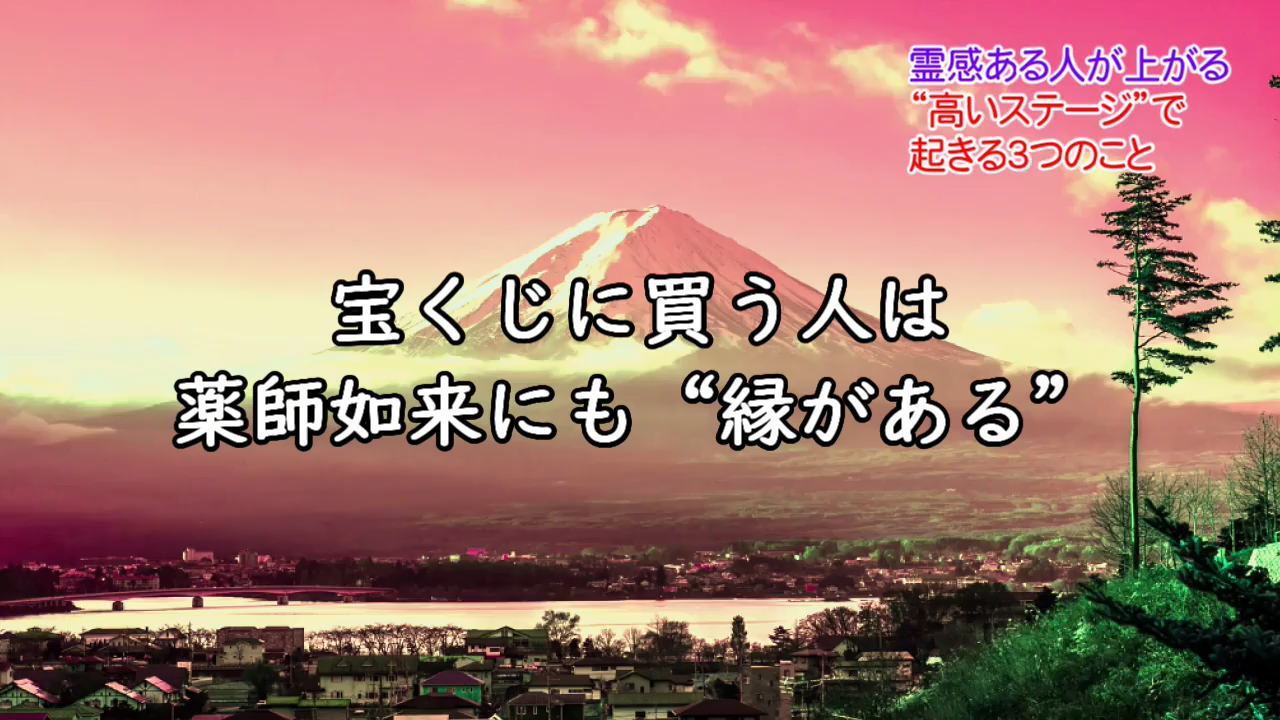 霊感ある人が上がる
“高いステージ”で
起きる3つのこと
宝くじに買う人は
薬師如来にも“縁がある”